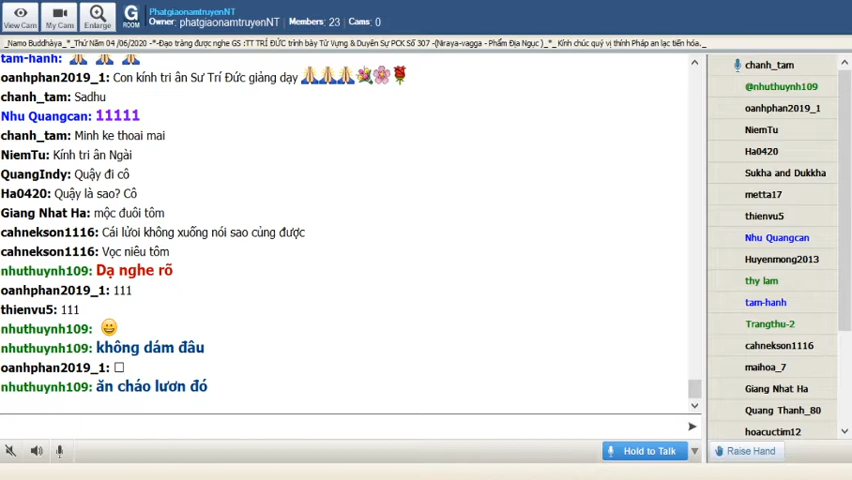 View Cam
My Cam
Enlarge
G
ROOM
PhatgiaonamtruyenNT
Owner: phatgiaonamtruyenNT | Members: 23 | Cams: 0
_Namo Buddhàya_*_Thứ Năm 04 /06/2020 -*-Đạo tràng được nghe GS :TT TRÍ ĐỨC trình bày Tử Vựng & Duyên Sự PCK Số 307 -(Niraya-vagga - Phẩm Địa Ngục )_*_ Kính chúc quý vị thính Pháp an lạc tiến hóa._
tam-hanh:
oanhphan2019_1: Con kính tri ân Sư Trí Đức giảng dạy
chanh_tam: Sadhu
Nhu Quangcan: 11111
chanh_tam: Minh ke thoai mai
NiemTu: Kính tri ân Ngài
QuangIndy: Quậy đi cô
Ha0420: Quậy là sao? Cô
Giang Nhat Ha: mộc đuôi tôm
cahnekson1116: Cái lửơi không xuống nói sao củng được
cahnekson1116: Vọc niêu tôm
nhuthuynh109: Dạ nghe rõ
oanhphan2019_1: 111
thienvu5: 111
nhuthuynh109:
nhuthuynh109: không dám đâu
oanhphan2019_1: □
nhuthuynh109: ăn cháo lươn đó
Hold to Talk
chanh_tam
@nhuthuynh109
oanhphan2019_1
NiemTu
Ha0420
Sukha and Dukkha
metta17
thienvu5
Nhu Quangcan
Huyenmong2013
thy lam
tam-hanh
Trangthu-2
cahnekson1116
maihoa_7
Giang Nhat Ha
Quang Thanh_80
hoacuctim12
Raise Hand